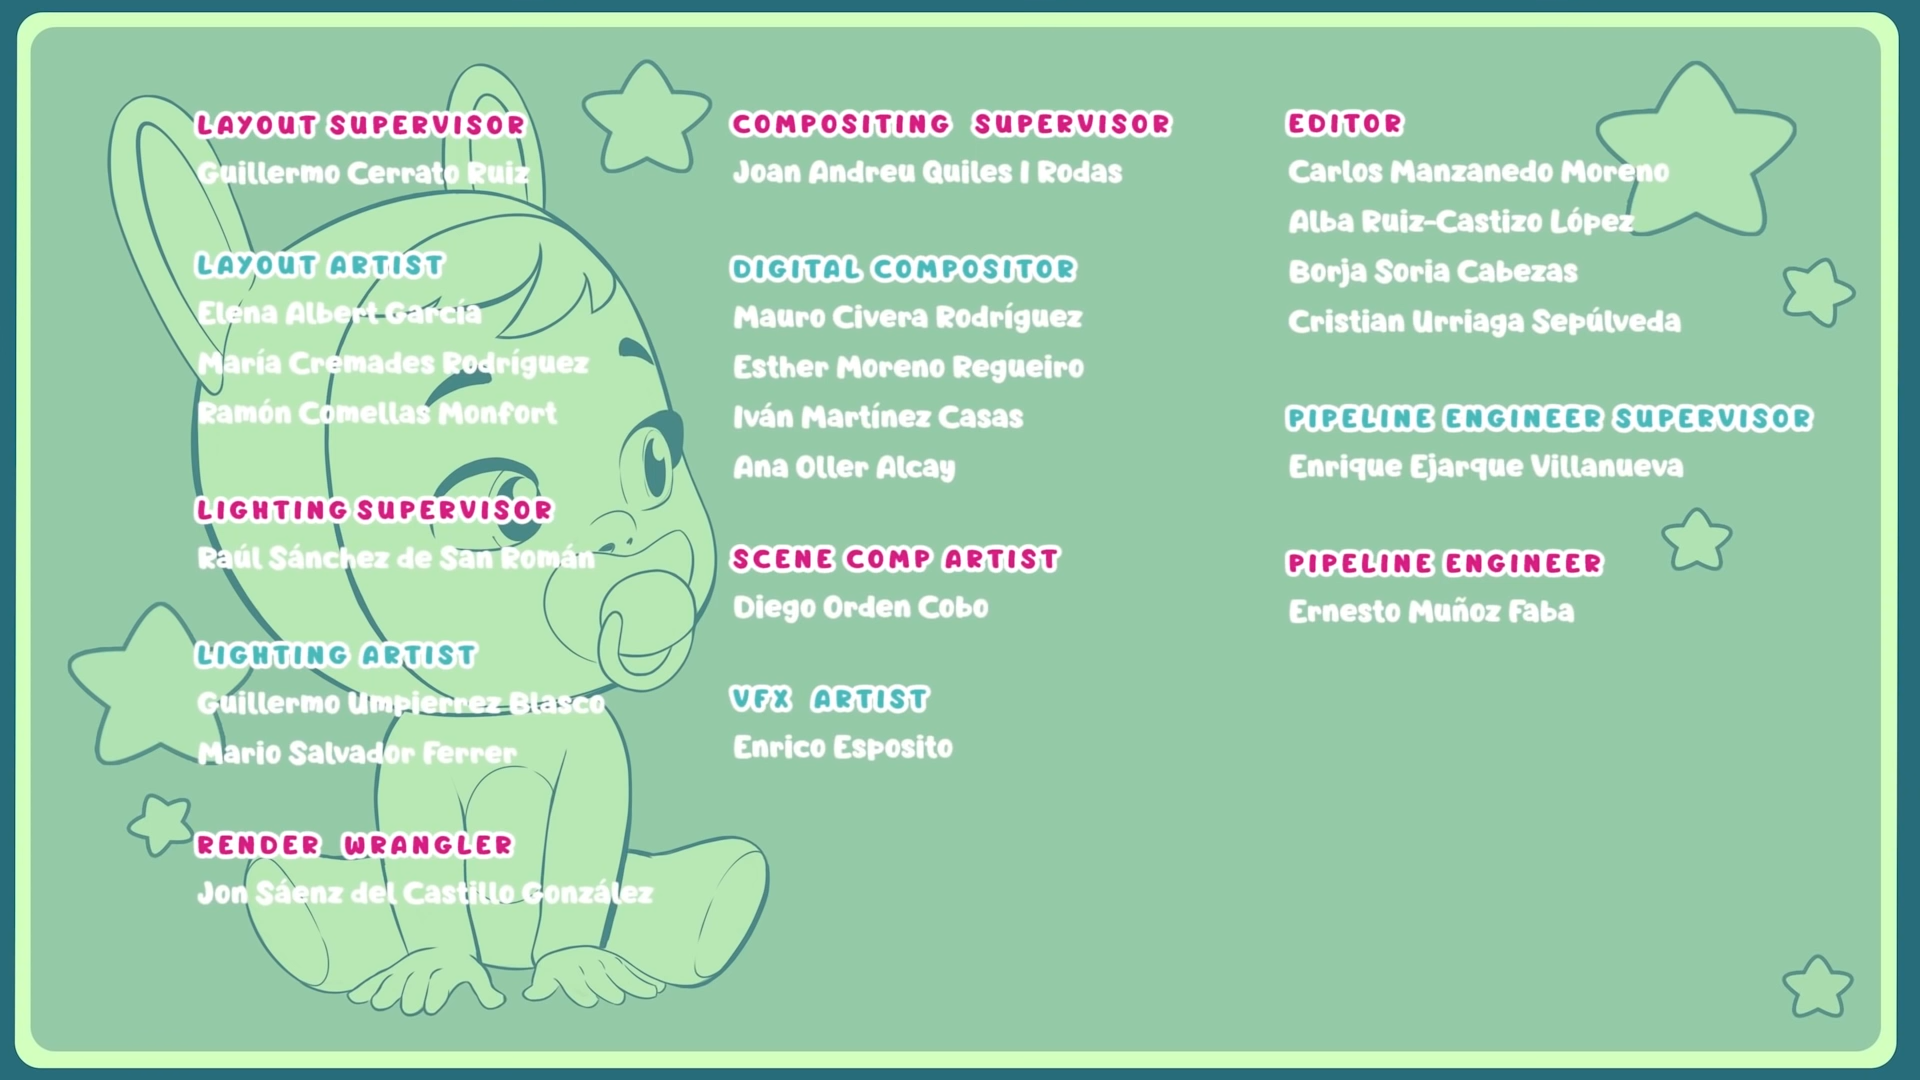 LAYOUT SUPERVISOR
Guillermo Cerrato Ruiz
LAYOUT ARTIST
Elena Albert García
María Cremades Rodríguez
Ramón Comellas Monfort
LIGHTING SUPERVISOR
Raúl Sánchez de San Román
LIGHTING ARTIST
Guillermo Umpierrez Blasco
Mario Salvador Ferrer
RENDER WRANGLER
Jon Sáenz del Castillo González
COMPOSITING SUPERVISOR
Joan Andreu Quiles I Rodas
DIGITAL COMPOSITOR
Mauro Civera Rodríguez
Esther Moreno Regueiro
Iván Martínez Casas
Ana Oller Alcay
SCENE COMP ARTIST
Diego Orden Cobo
VFX ARTIST
Enrico Esposito
EDITOR
Carlos Manzanedo Moreno
Alba Ruiz-Castizo López
Borja Soria Cabezas
Cristian Urriaga Sepúlveda
PIPELINE ENGINEER SUPERVISOR
Enrique Ejarque Villanueva
PIPELINE ENGINEER
Ernesto Muñoz Faba